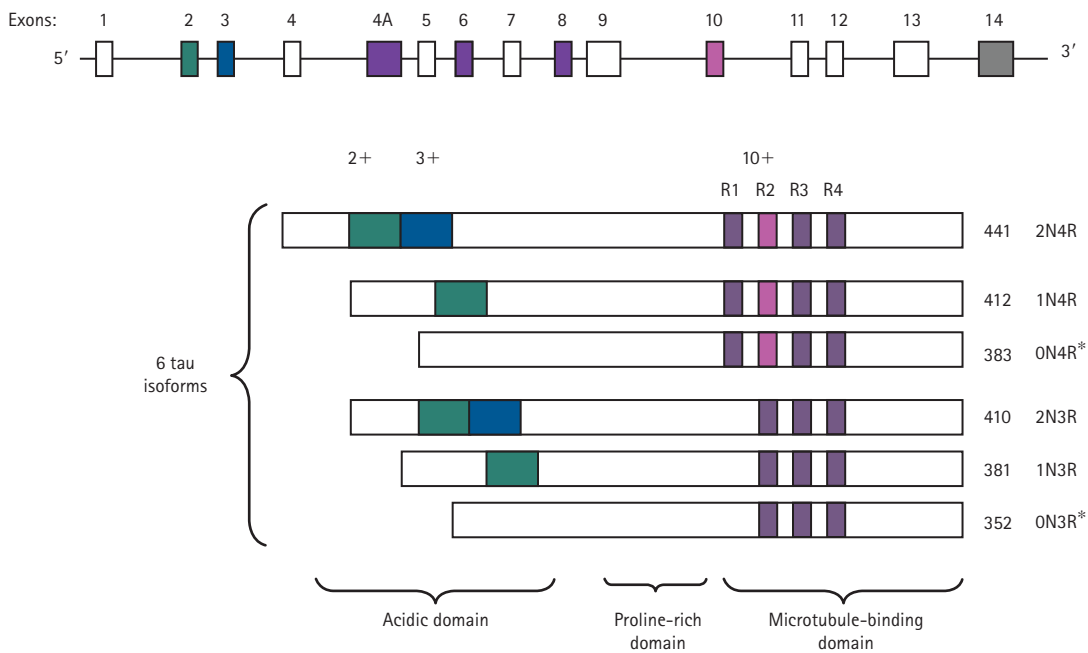 Exons: 1 2 3 4 4A 5 6 7 8 9 10 11 12 13 14
5′ 3′
2+ 3+ 10+
R1 R2 R3 R4
441 2N4R
412 1N4R
383 0N4R*
6 tau
isoforms
410 2N3R
381 1N3R
352 0N3R*
Acidic domain
Proline-rich
domain
Microtubule-binding
domain